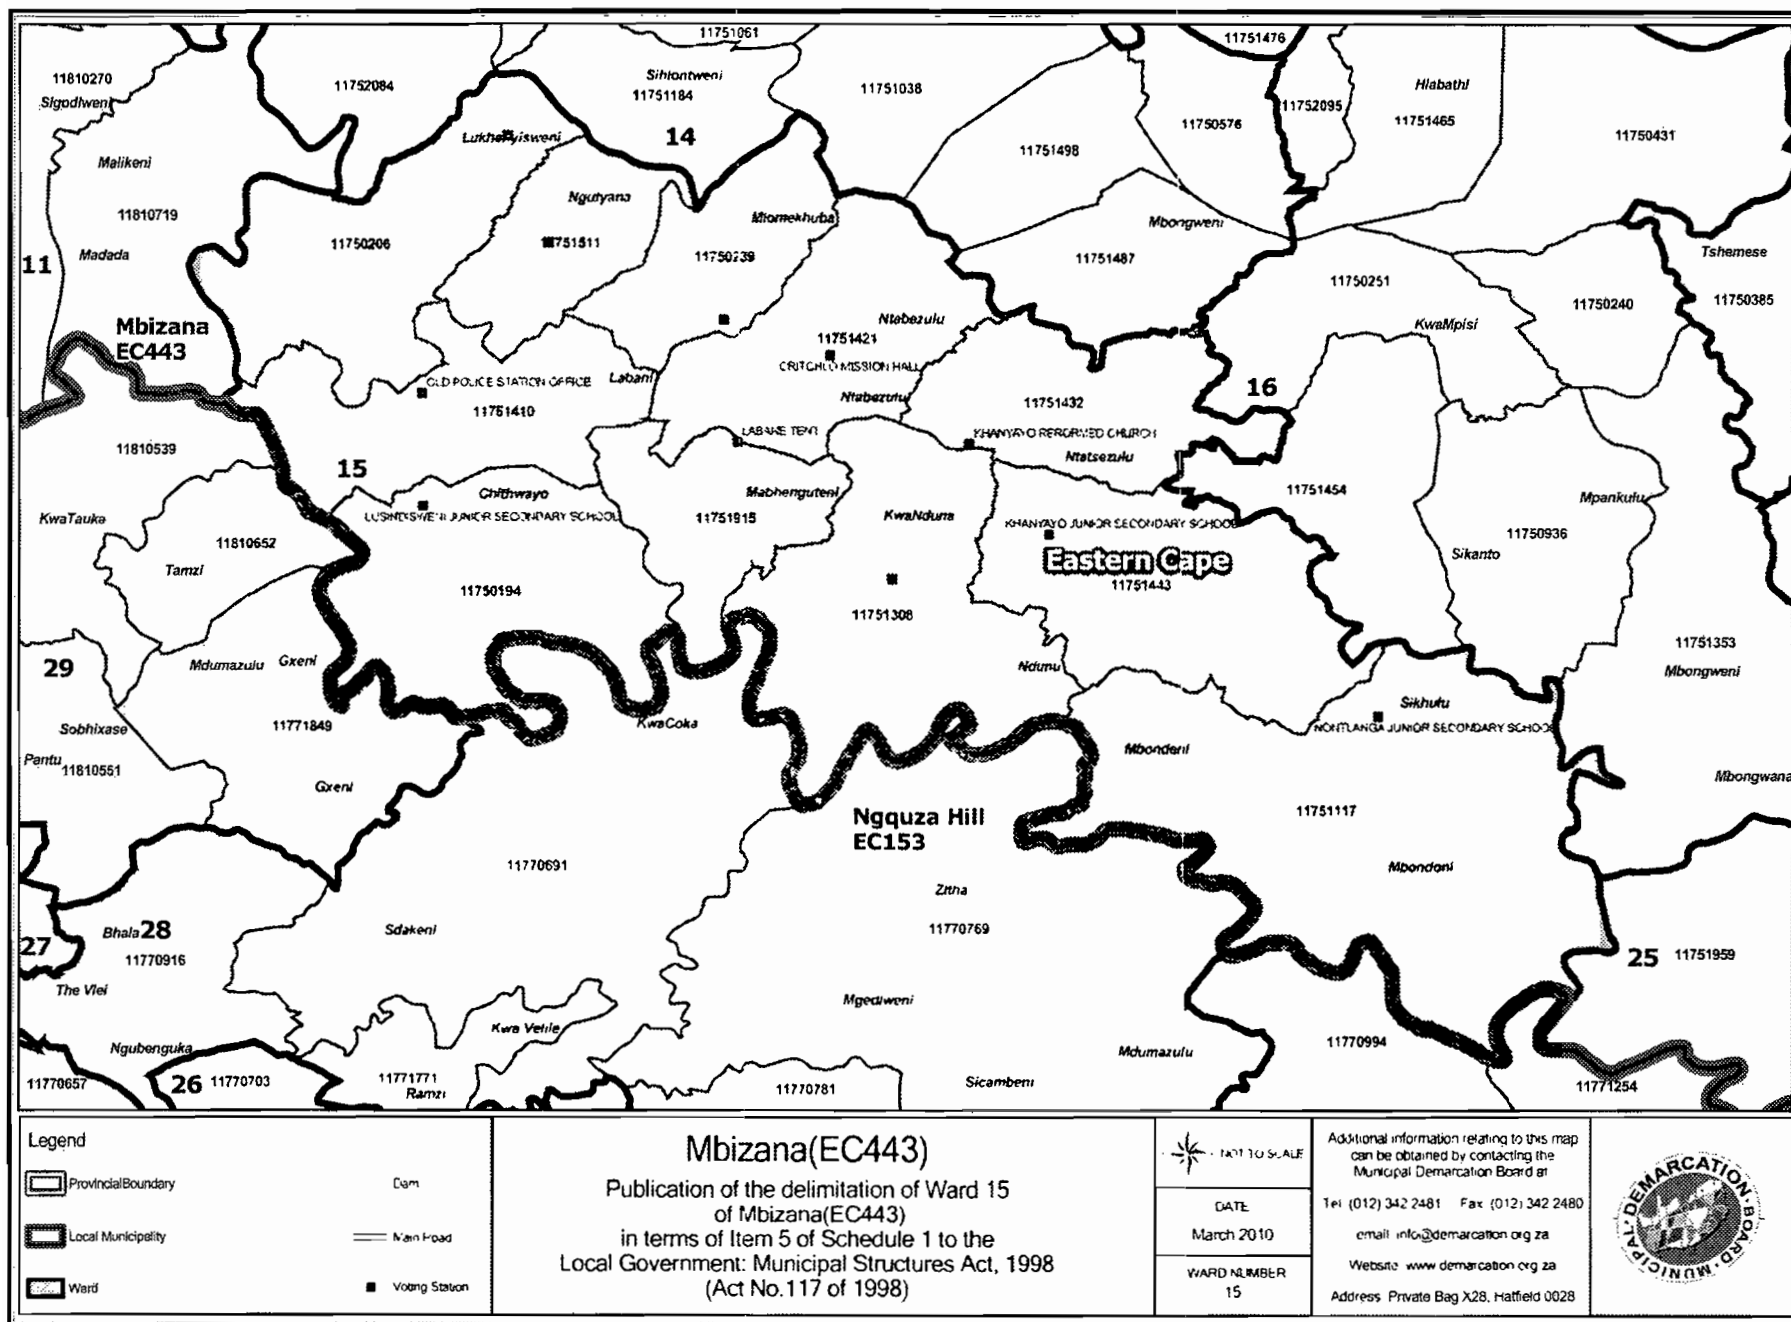 11751061
11751476
11810270
Sigodlweni
11752084
Sihlontweni
11751184
11751038
11752095
Hlabathi
11751465
11750431
14
11750576
11751498
Malikeni
11810719
Madada
11
11750206
Ngutyana
Mlomekhuba
11750239
Mbongweni
11751487
Tshemese
11750385
11750251
11750240
KwaMpisi
Mbizana
EC443
Ntabezulu
11751421
CRITCHLO MISSION HALL
OLD POLICE STATION OFFICE
Labani
11751410
Ntabezulu
11751432
16
11810539
15
LABANE TENT
KHANYAYO REFORMED CHURCH
Ntatsezulu
KwaTauka
Chithwayo
LUSINDISWENI JUNIOR SECONDARY SCHOOL
Mabhenguteni
11751915
KwaNduna
KHANYAYO JUNIOR SECONDARY SCHOOL
11751454
Mpankufu
11750936
Sikanto
11810652
Tamzi
Eastern Cape
11751443
11750194
11751308
29
Mdumazulu
Gxeni
Ndunu
11751353
Mbongweni
Sikhufu
NONTLANGA JUNIOR SECONDARY SCHOOL
Sobhixase
11771849
KwaCoka
Mbondeni
Pantu
11810551
Gxeni
Mbongwana
Ngquza Hill
EC153
11751117
11770691
Mbondoni
Zitha
11770769
27
Bhala
28
11770916
Sdakeni
25
11751959
The Vlei
Mgedlweni
Kwa Vetile
Ngubenguka
Mdumazulu
11770994
11770657
26
11770703
11771771
Ramzi
11770781
Sicambeni
11771254
Legend
Provincial Boundary
Local Municipality
Ward
Dam
Main Road
Voting Station
Mbizana(EC443)
Publication of the delimitation of Ward 15
of Mbizana(EC443)
in terms of Item 5 of Schedule 1 to the
Local Government: Municipal Structures Act, 1998
(Act No.117 of 1998)
NOT TO SCALE
DATE
March 2010
WARD NUMBER
15
Additional information relating to this map
can be obtained by contacting the
Municipal Demarcation Board at
Tel (012) 342 2481 Fax (012) 342 2480
email info@demarcation org za
Website www demarcation org za
Address Private Bag X28, Hatfield 0028
MUNICIPAL DEMARCATION BOARD